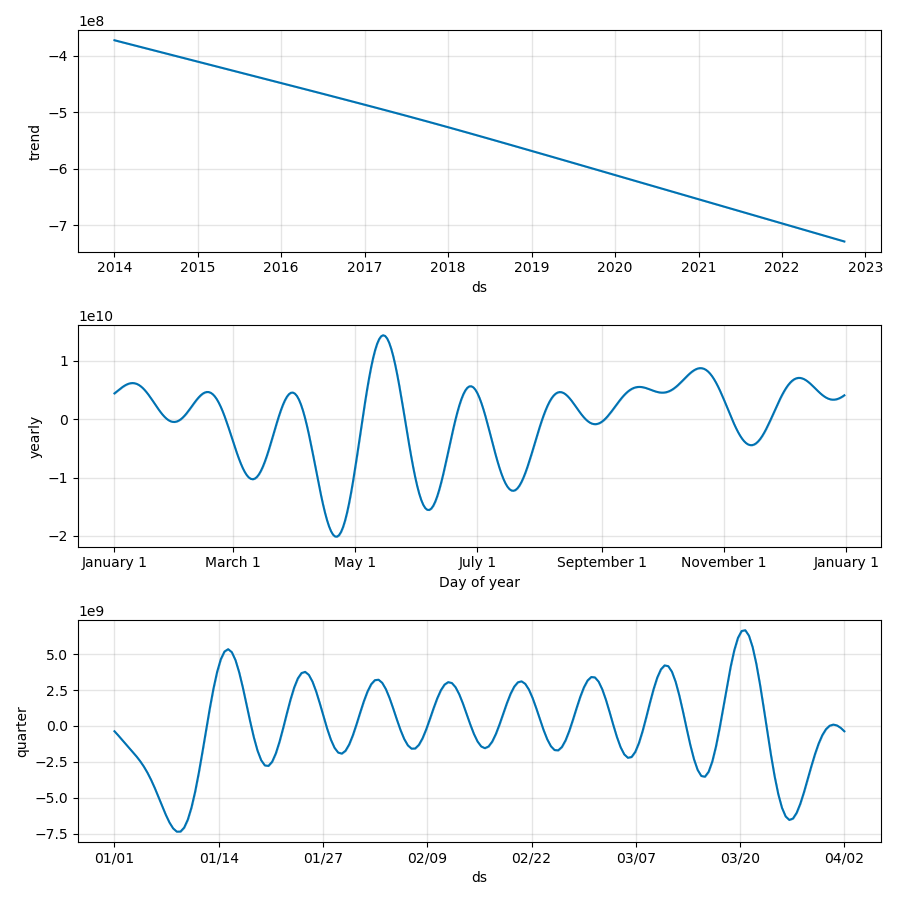 1e8
−4
−5
−6
−7
trend
2014 2015 2016 2017 2018 2019 2020 2021 2022 2023
ds
1e10
1
0
−1
−2
yearly
January 1 March 1 May 1 July 1 September 1 November 1 January 1
Day of year
1e9
5.0
2.5
0.0
−2.5
−5.0
−7.5
quarter
01/01 01/14 01/27 02/09 02/22 03/07 03/20 04/02
ds